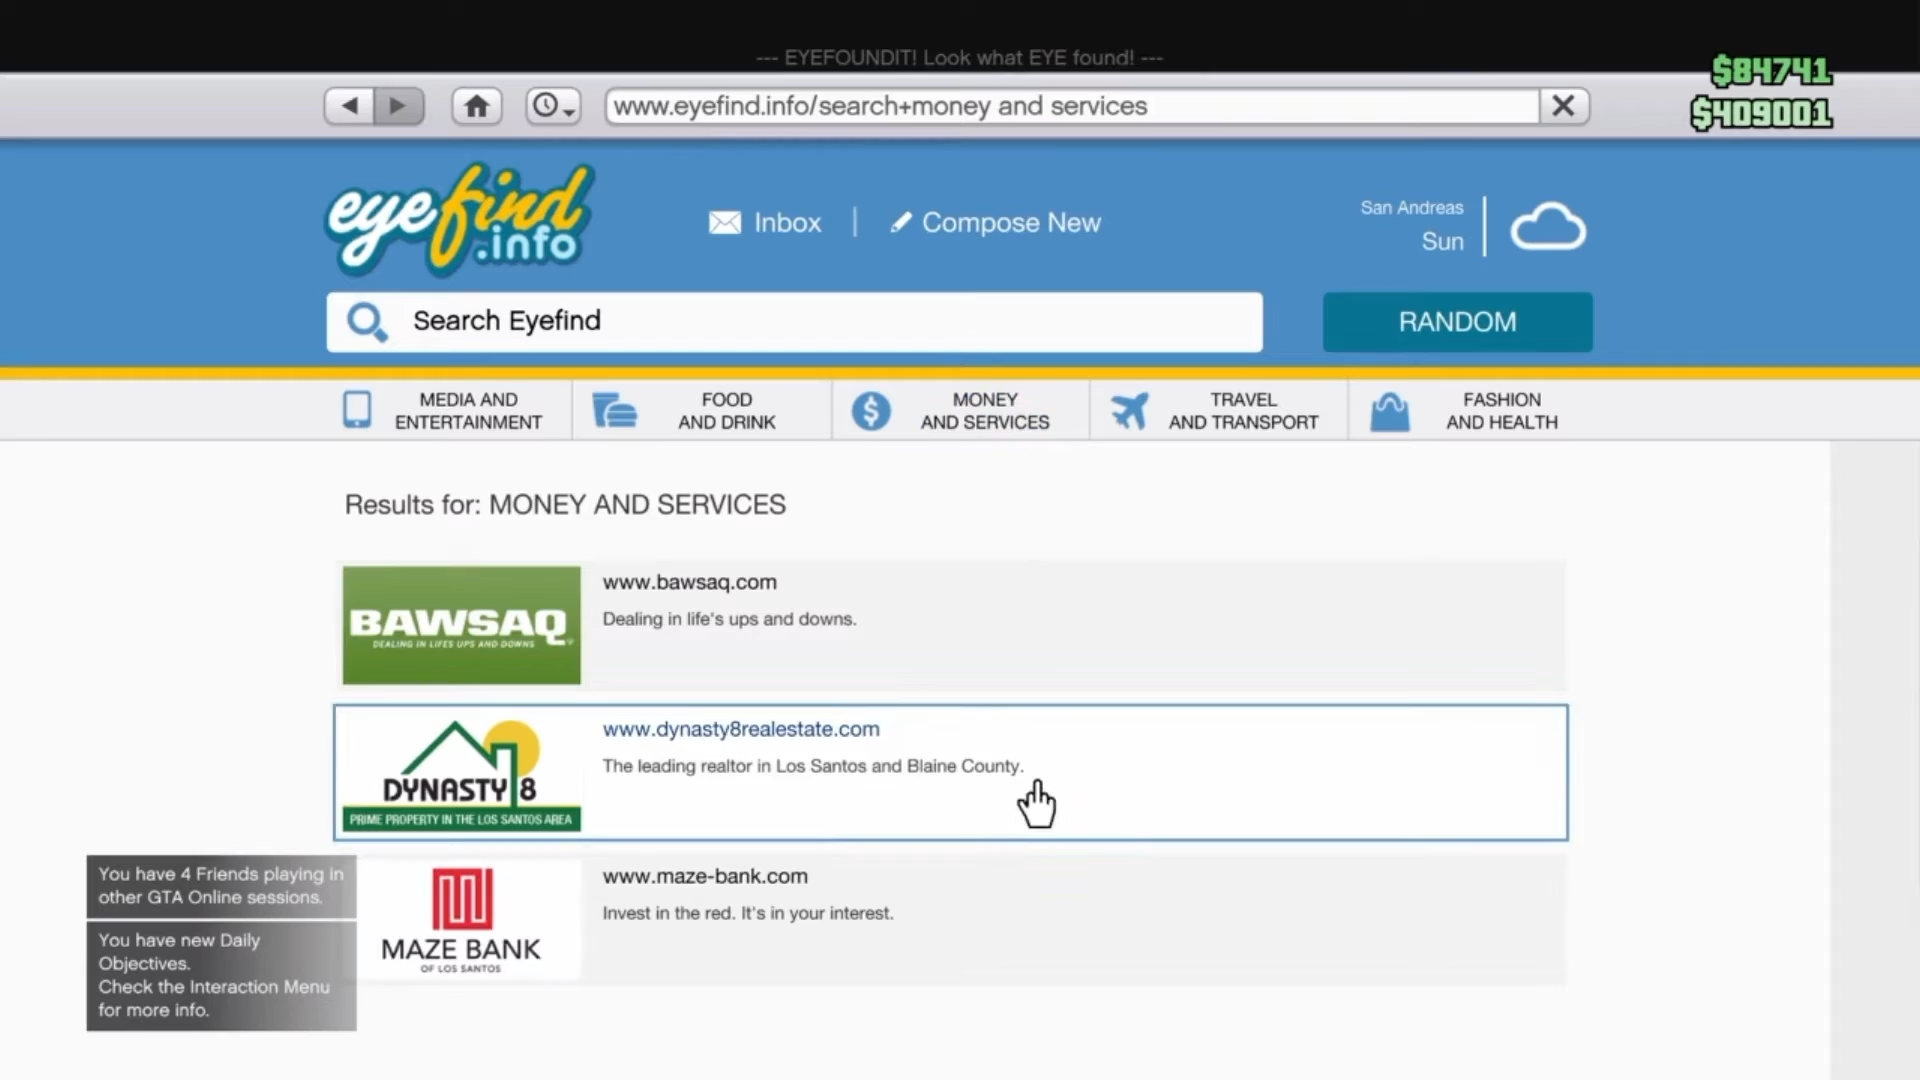 --- EYEFOUNDIT! Look what EYE found! ---
$84741
$409001
www.eyefind.info/search+money and services
eyefind
.info
Inbox
Compose New
San Andreas
Sun
Search Eyefind
RANDOM
MEDIA AND
ENTERTAINMENT
FOOD
AND DRINK
MONEY
AND SERVICES
TRAVEL
AND TRANSPORT
FASHION
AND HEALTH
Results for: MONEY AND SERVICES
BAWSAQ
DEALING IN LIFES UPS AND DOWNS
www.bawsaq.com
Dealing in life's ups and downs.
DYNASTY 8
PRIME PROPERTY IN THE LOS SANTOS AREA
www.dynasty8realestate.com
The leading realtor in Los Santos and Blaine County.
MAZE BANK
OF LOS SANTOS
www.maze-bank.com
Invest in the red. It's in your interest.
You have 4 Friends playing in
other GTA Online sessions.
You have new Daily
Objectives.
Check the Interaction Menu
for more info.